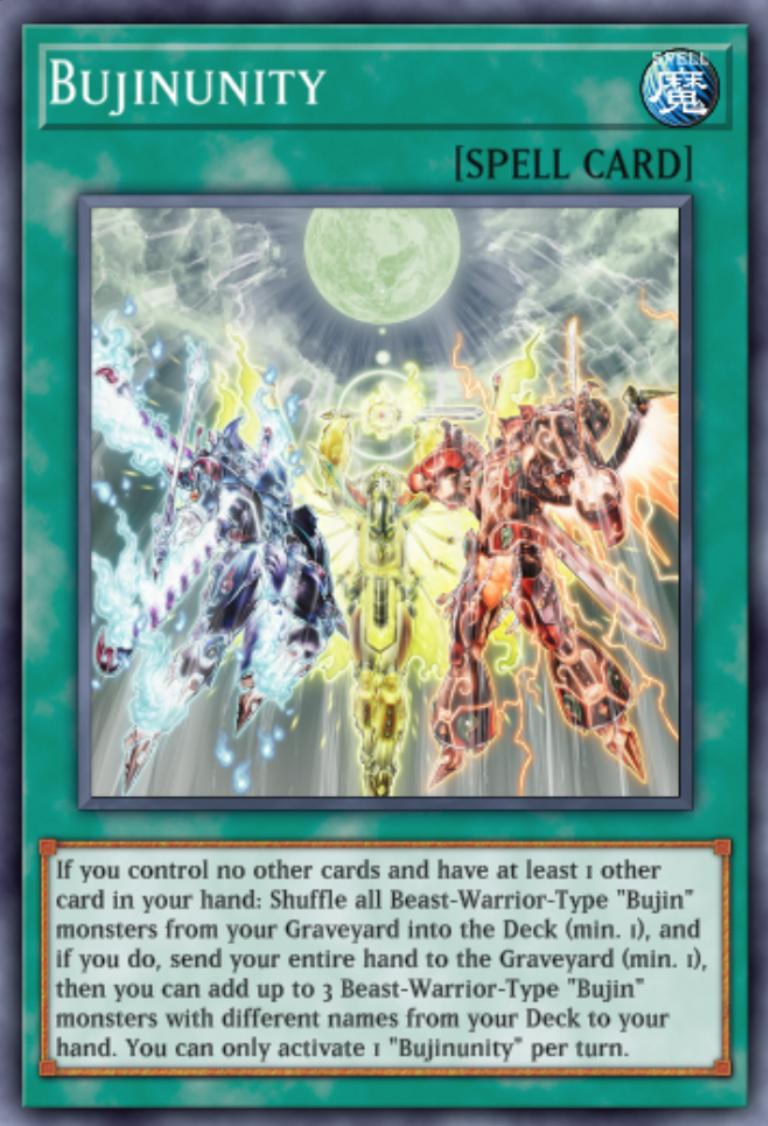 BUJINUNITY
SPELL
魔
[SPELL CARD]
If you control no other cards and have at least 1 other
card in your hand: Shuffle all Beast-Warrior-Type "Bujin"
monsters from your Graveyard into the Deck (min. 1), and
if you do, send your entire hand to the Graveyard (min. 1),
then you can add up to 3 Beast-Warrior-Type "Bujin"
monsters with different names from your Deck to your
hand. You can only activate 1 "Bujinunity" per turn.